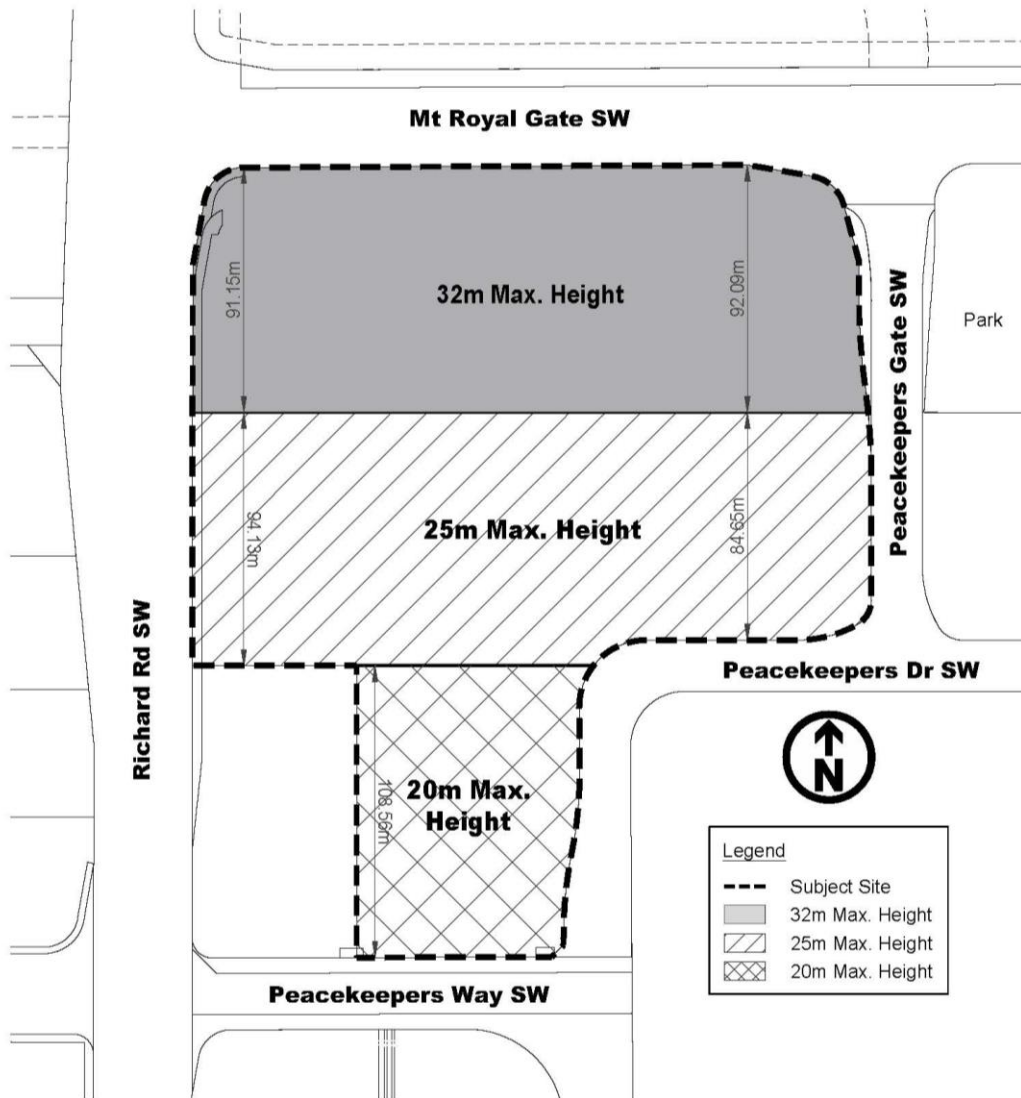 Mt Royal Gate SW
91.15m
32m Max. Height
92.09m
Peacekeepers Gate SW
Park
94.13m
25m Max. Height
84.65m
Richard Rd SW
Peacekeepers Dr SW
108.56m
20m Max.
Height
N
Peacekeepers Way SW
Legend
Subject Site
32m Max. Height
25m Max. Height
20m Max. Height